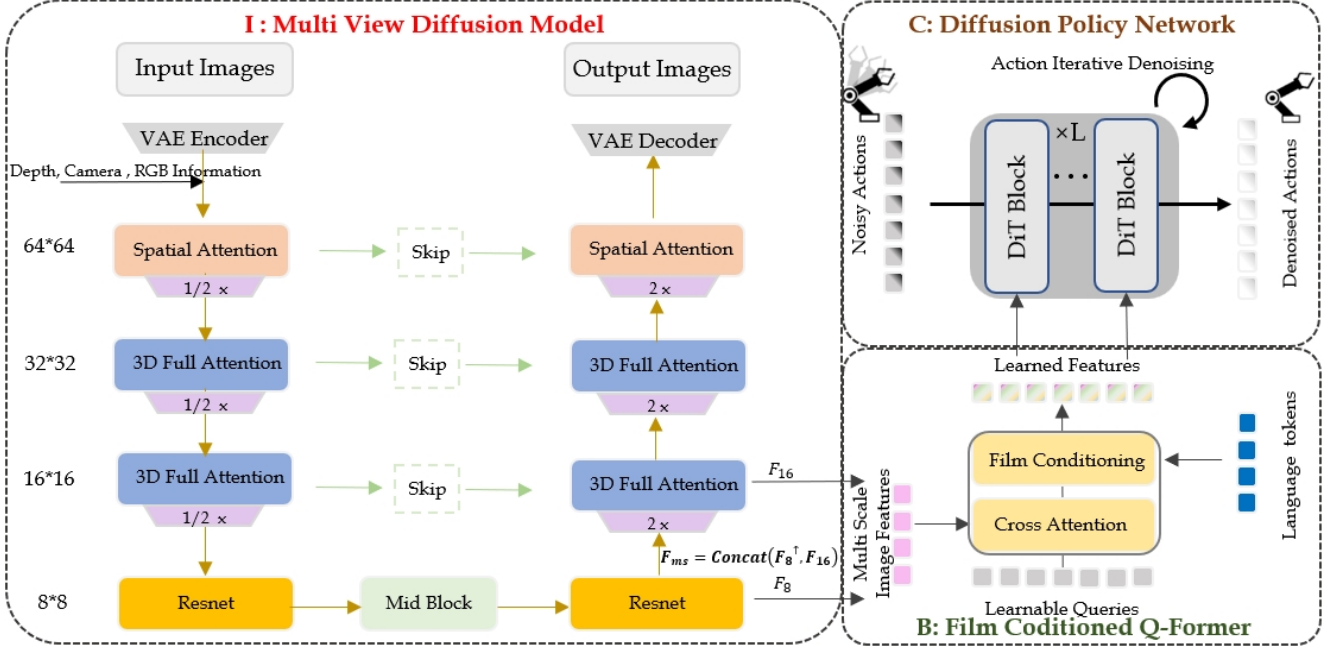 I : Multi View Diffusion Model
Input Images
Output Images
VAE Encoder
VAE Decoder
Depth, Camera , RGB Information
64*64
Spatial Attention
Skip
Spatial Attention
1/2 x
2 x
32*32
3D Full Attention
Skip
3D Full Attention
1/2 x
2 x
16*16
3D Full Attention
Skip
3D Full Attention
F₁₆
1/2 x
2 x
F_ms = Concat(F₈↑, F₁₆)
8*8
Resnet
Mid Block
Resnet
F₈
C: Diffusion Policy Network
Action Iterative Denoising
Noisy Actions
DiT Block
×L
...
DiT Block
Denoised Actions
Learned Features
Film Conditioning
Cross Attention
Language tokens
Multi Scale
Image Features
Learnable Queries
B: Film Coditioned Q-Former